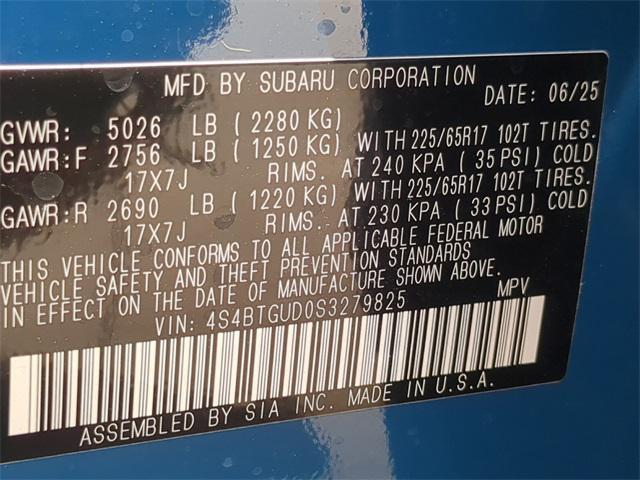 MFD BY SUBARU CORPORATION DATE: 06/25
GVWR: 5026 LB ( 2280 KG)
GAWR:F 2756 LB ( 1250 KG) WITH 225/65R17 102T TIRES.
17X7J RIMS. AT 240 KPA ( 35 PSI) COLD
GAWR:R 2690 LB ( 1220 KG) WITH 225/65R17 102T TIRES.
17X7J RIMS. AT 230 KPA ( 33 PSI) COLD
THIS VEHICLE CONFORMS TO ALL APPLICABLE FEDERAL MOTOR
VEHICLE SAFETY AND THEFT PREVENTION STANDARDS
IN EFFECT ON THE DATE OF MANUFACTURE SHOWN ABOVE.
VIN: 4S4BTGUD0S3279825 MPV
ASSEMBLED BY SIA INC. MADE IN U.S.A.